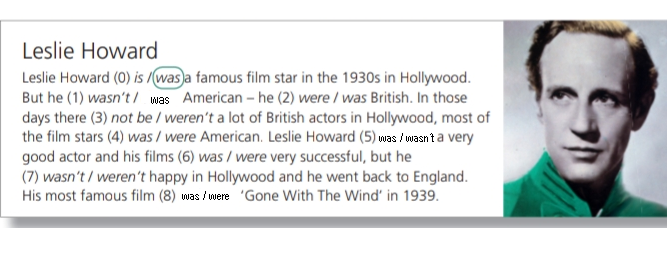 Leslie Howard
Leslie Howard (0) is / was a famous film star in the 1930s in Hollywood.
But he (1) wasn't / was American – he (2) were / was British. In those
days there (3) not be / weren't a lot of British actors in Hollywood, most of
the film stars (4) was / were American. Leslie Howard (5) was / wasn't a very
good actor and his films (6) was / were very successful, but he
(7) wasn't / weren't happy in Hollywood and he went back to England.
His most famous film (8) was / were 'Gone With The Wind' in 1939.